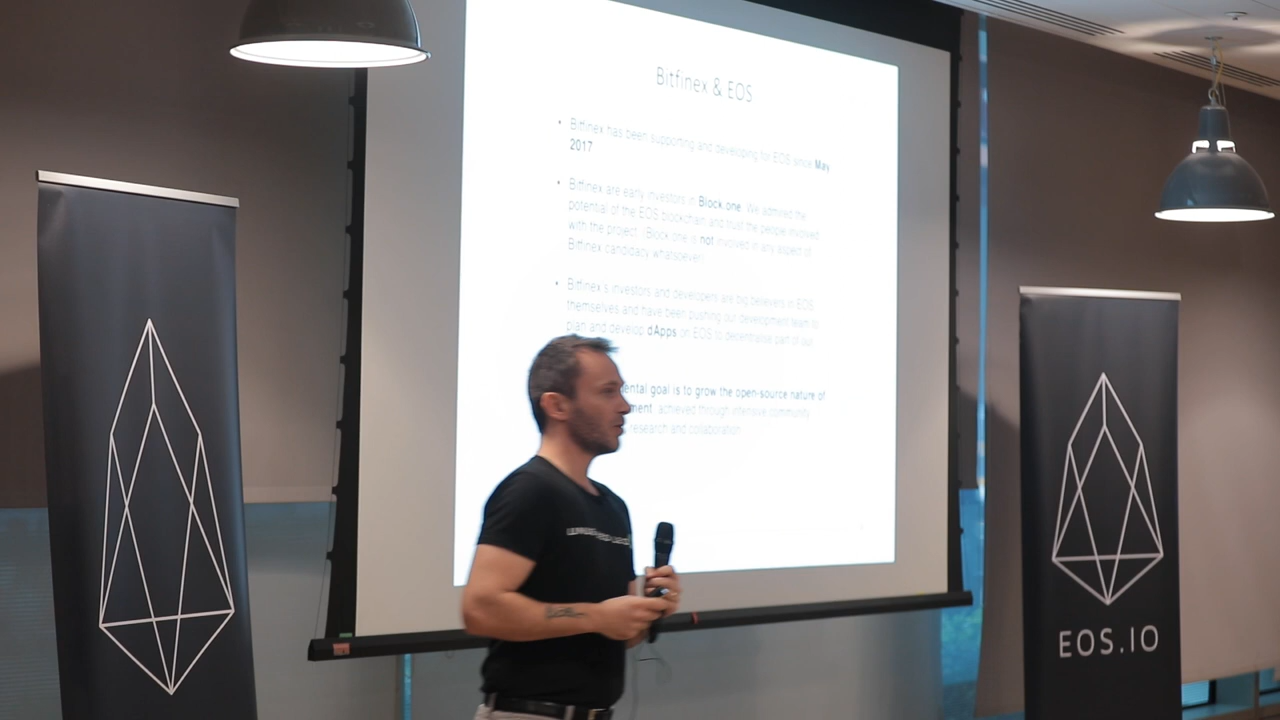 Bitfinex & EOS
• Bitfinex has been supporting and developing for EOS since May
2017
• Bitfinex are early investors in Block.one. We admired the
potential of the EOS blockchain and trust the people involved
with the project. (Block.one is not involved in any aspect of
Bitfinex candidacy whatsoever)
• Bitfinex's investors and developers are big believers in EOS
themselves and have been pushing our development team to
plan and develop dApps on EOS to decentralise part of our
ental goal is to grow the open-source nature of
ment, achieved through intensive community
research and collaboration
EOS.IO